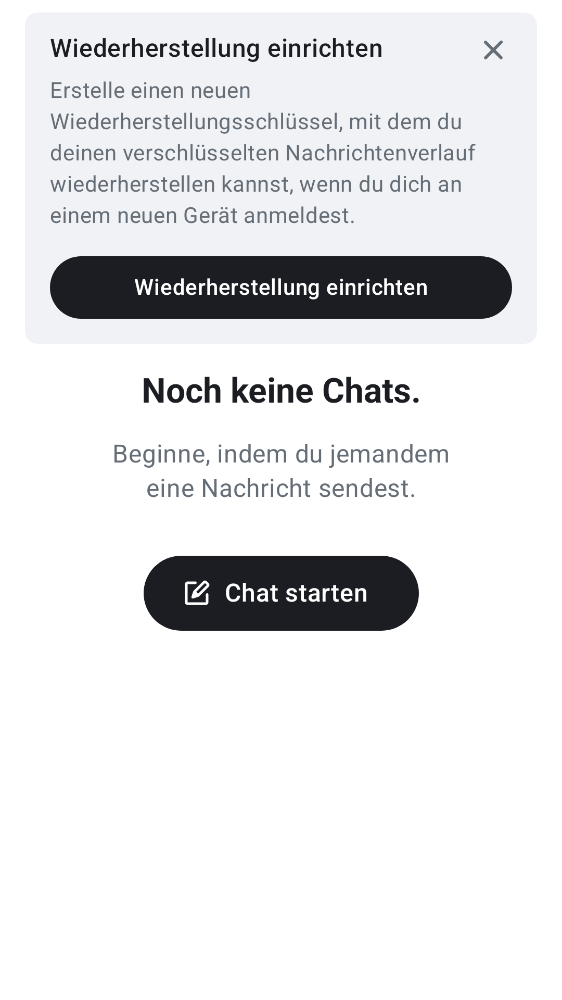 Wiederherstellung einrichten
Erstelle einen neuen
Wiederherstellungsschlüssel, mit dem du
deinen verschlüsselten Nachrichtenverlauf
wiederherstellen kannst, wenn du dich an
einem neuen Gerät anmeldest.
Wiederherstellung einrichten
Noch keine Chats.
Beginne, indem du jemandem
eine Nachricht sendest.
Chat starten